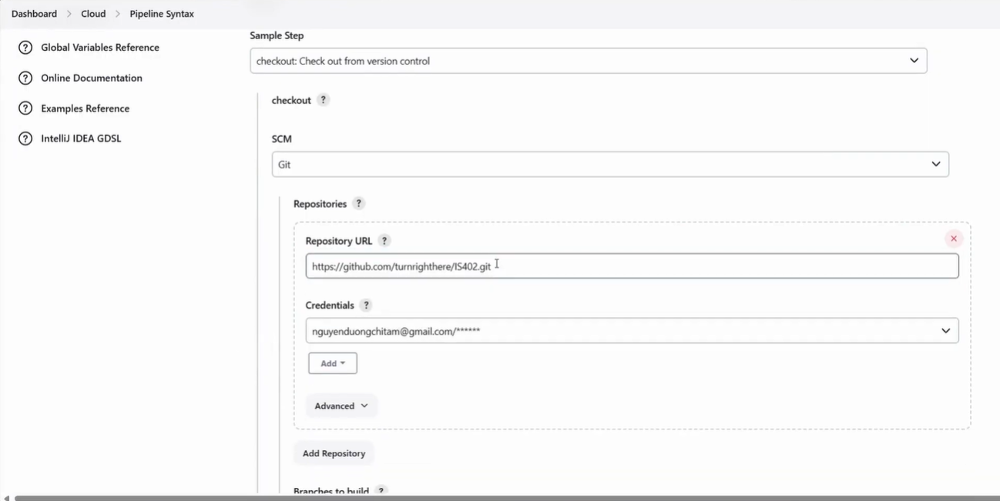 Dashboard > Cloud > Pipeline Syntax
Global Variables Reference
Online Documentation
Examples Reference
IntelliJ IDEA GDSL
Sample Step
checkout: Check out from version control
checkout ?
SCM
Git
Repositories ?
Repository URL ?
https://github.com/turnrighthere/IS402.git
Credentials ?
nguyenduongchitam@gmail.com/******
Add
Advanced
Add Repository
Branches to build ?